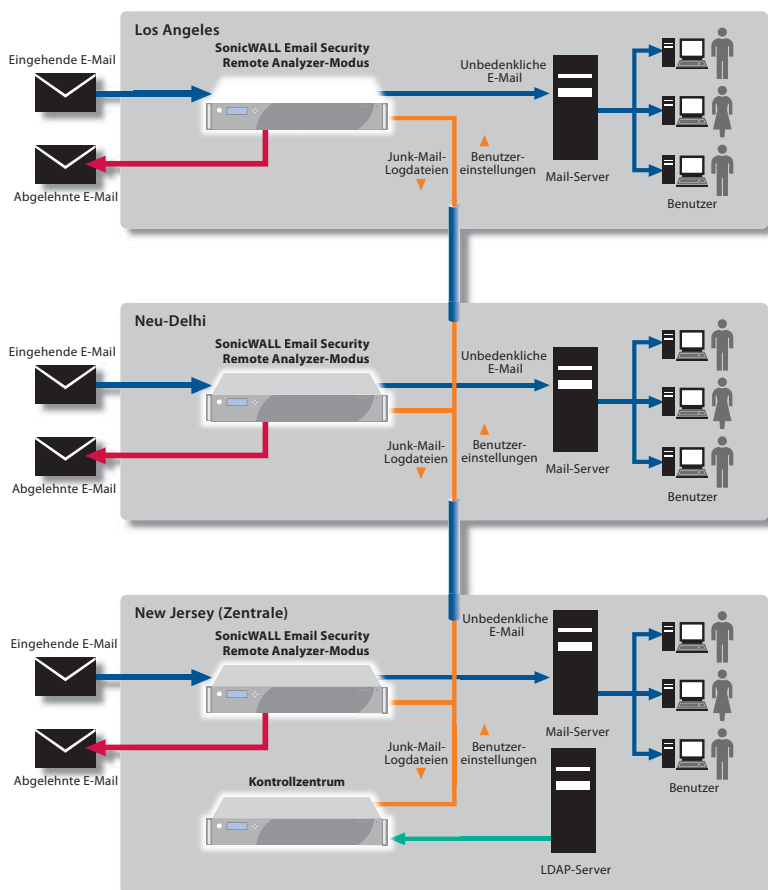 Los Angeles
SonicWALL Email Security
Remote Analyzer-Modus
Eingehende E-Mail
Unbedenkliche
E-Mail
Abgelehnte E-Mail
Junk-Mail-
Logdateien
Benutzer-
einstellungen
Mail-Server
Benutzer
Neu-Delhi
SonicWALL Email Security
Remote Analyzer-Modus
Eingehende E-Mail
Unbedenkliche
E-Mail
Abgelehnte E-Mail
Junk-Mail-
Logdateien
Benutzer-
einstellungen
Mail-Server
Benutzer
New Jersey (Zentrale)
SonicWALL Email Security
Remote Analyzer-Modus
Eingehende E-Mail
Unbedenkliche
E-Mail
Abgelehnte E-Mail
Junk-Mail-
Logdateien
Benutzer-
einstellungen
Mail-Server
Benutzer
Kontrollzentrum
LDAP-Server